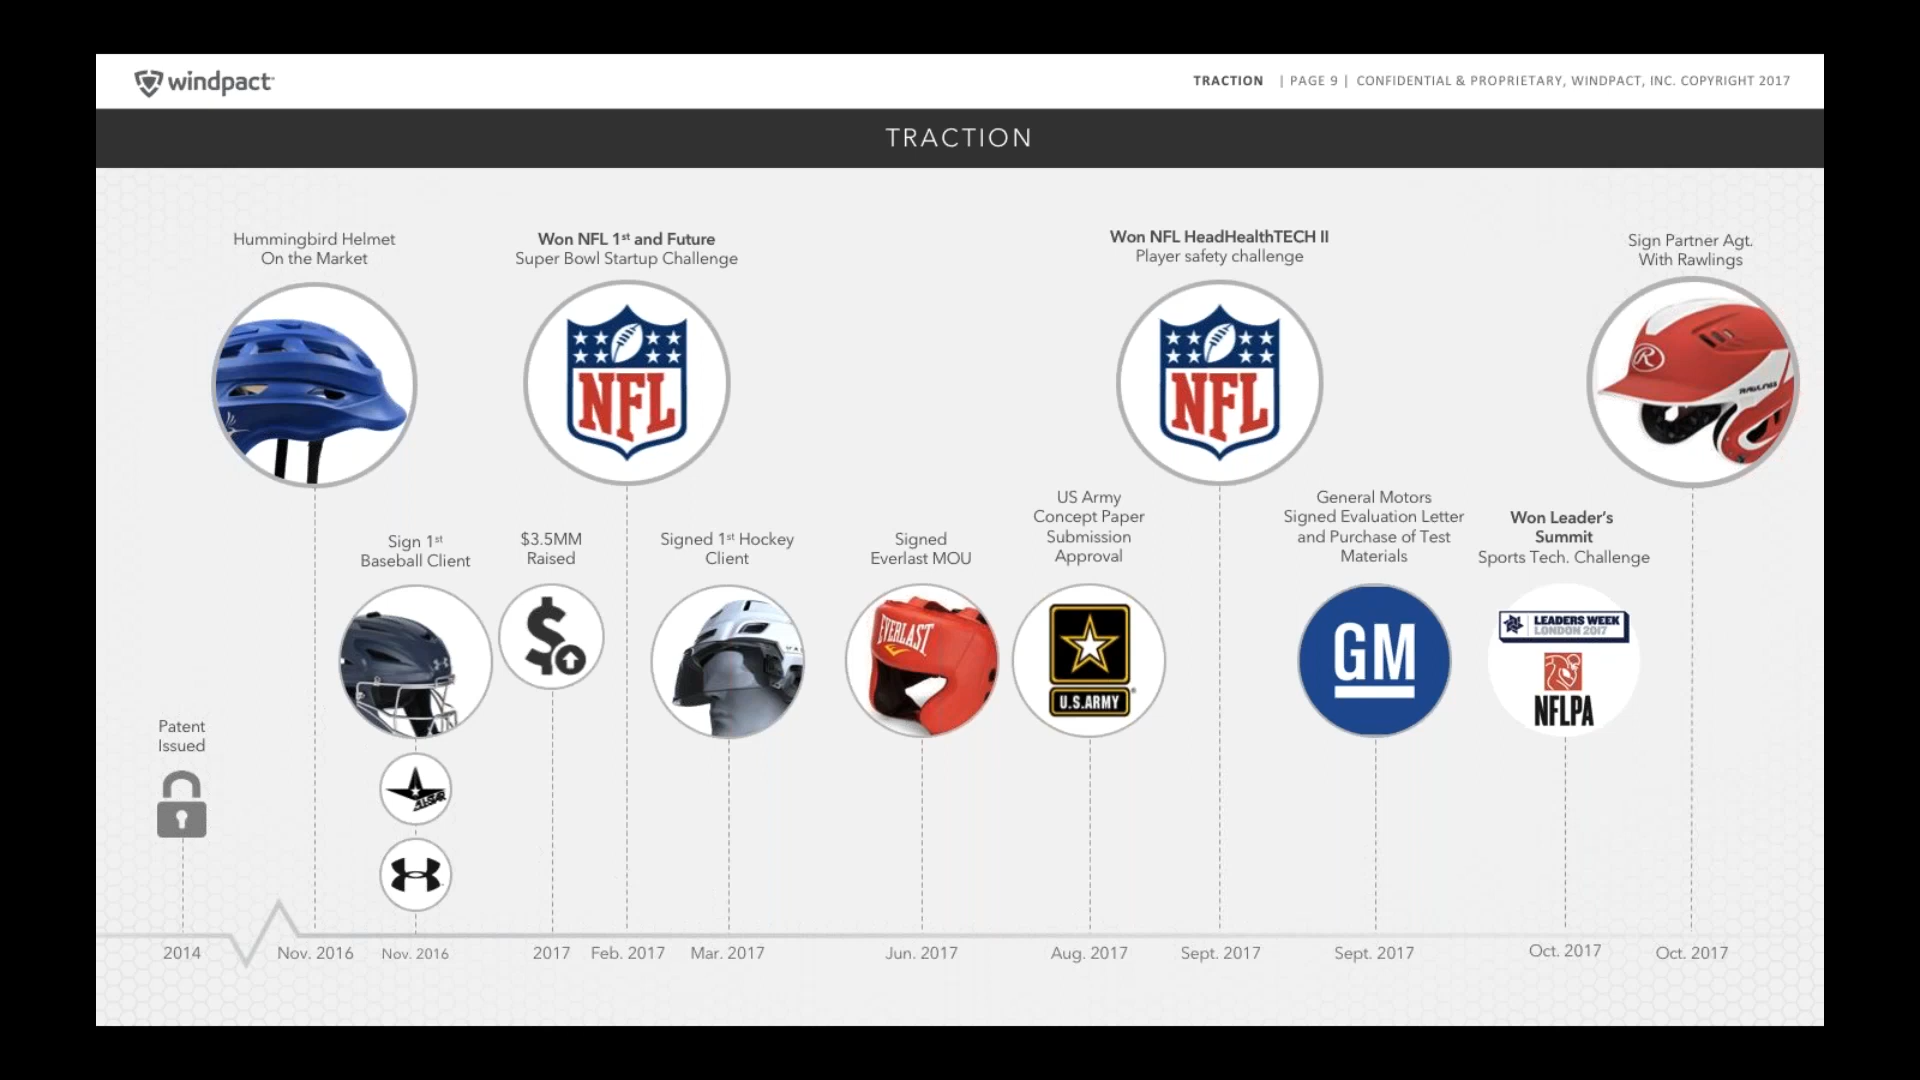 windpact
TRACTION | PAGE 9 | CONFIDENTIAL & PROPRIETARY, WINDPACT, INC. COPYRIGHT 2017
TRACTION
Hummingbird Helmet
On the Market
Won NFL 1st and Future
Super Bowl Startup Challenge
Won NFL HeadHealthTECH II
Player safety challenge
Sign Partner Agt.
With Rawlings
NFL
NFL
R
RAWLINGS
Sign 1st
Baseball Client
$3.5MM
Raised
Signed 1st Hockey
Client
Signed
Everlast MOU
US Army
Concept Paper
Submission
Approval
General Motors
Signed Evaluation Letter
and Purchase of Test
Materials
Won Leader's
Summit
Sports Tech. Challenge
EVERLAST
U.S.ARMY
GM
LEADERS WEEK
LONDON 2017
NFLPA
Patent
Issued
ALL-STAR
2014
Nov. 2016
Nov. 2016
2017
Feb. 2017
Mar. 2017
Jun. 2017
Aug. 2017
Sept. 2017
Sept. 2017
Oct. 2017
Oct. 2017